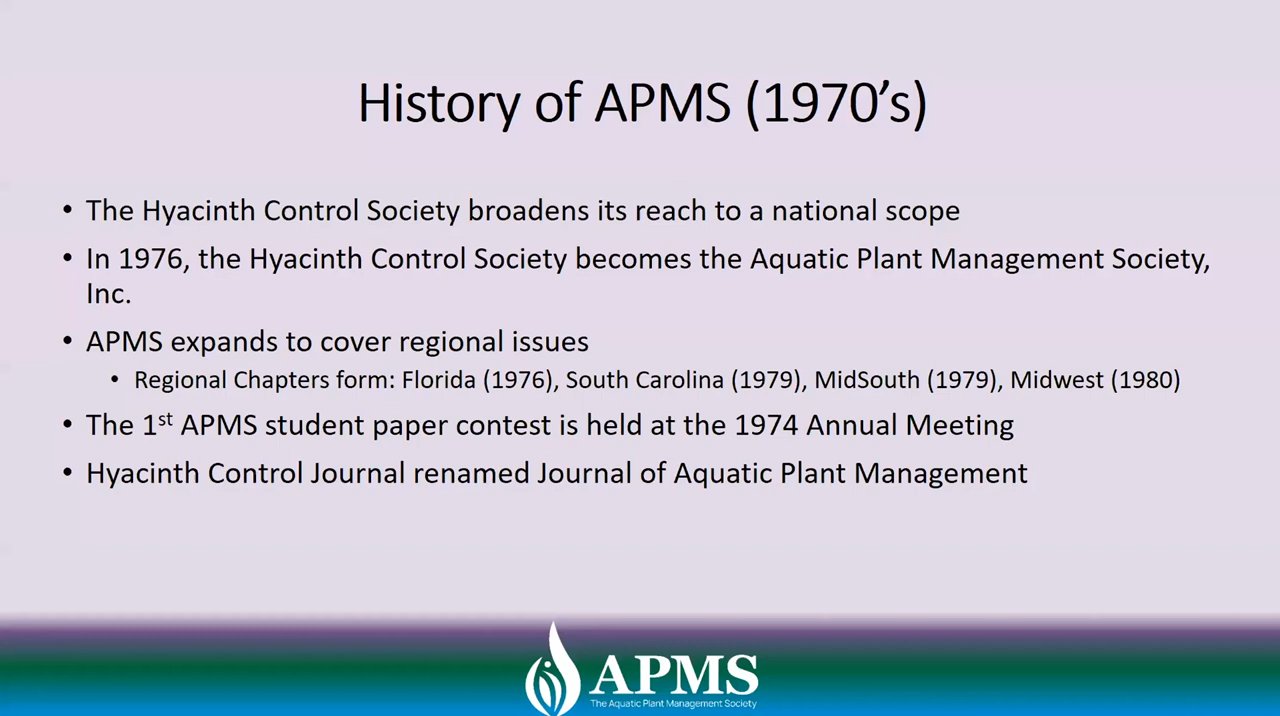 History of APMS (1970’s)
• The Hyacinth Control Society broadens its reach to a national scope
• In 1976, the Hyacinth Control Society becomes the Aquatic Plant Management Society,
Inc.
• APMS expands to cover regional issues
• Regional Chapters form: Florida (1976), South Carolina (1979), MidSouth (1979), Midwest (1980)
• The 1st APMS student paper contest is held at the 1974 Annual Meeting
• Hyacinth Control Journal renamed Journal of Aquatic Plant Management
APMS
The Aquatic Plant Management Society